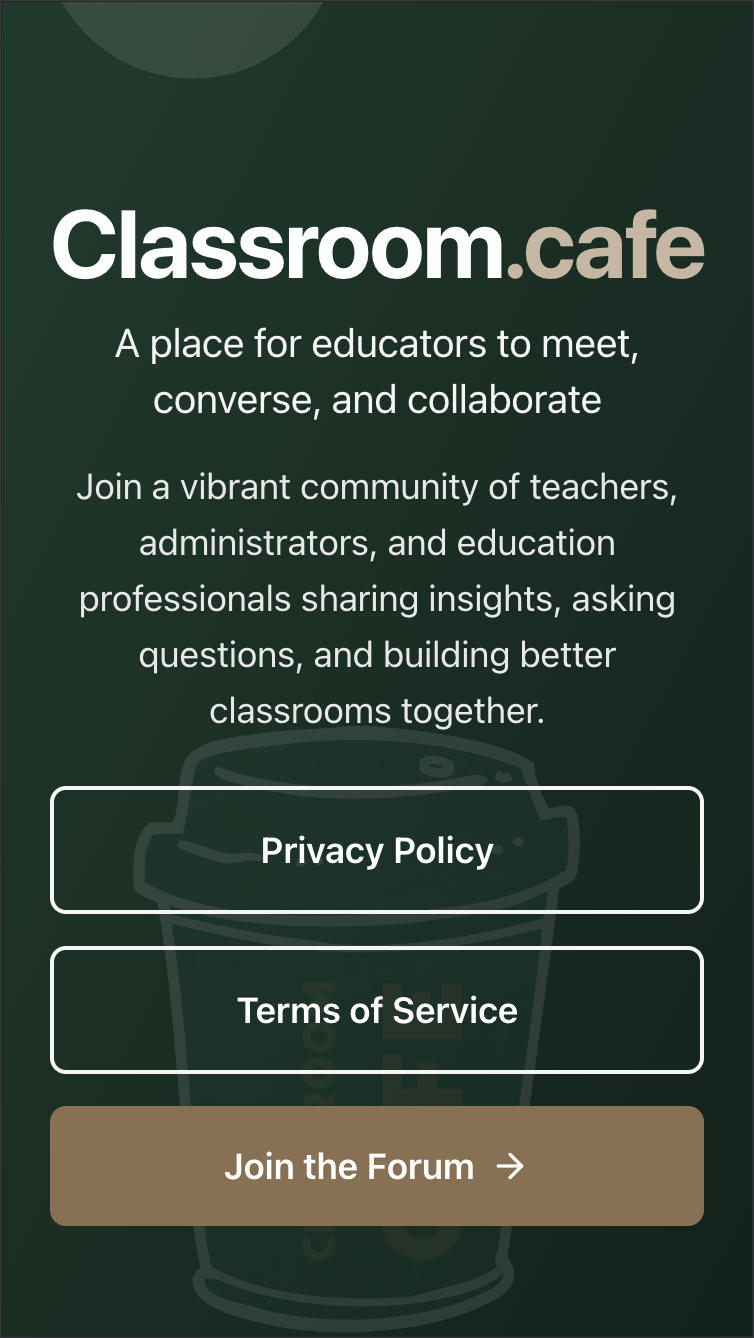 Classroom.cafe
A place for educators to meet,
converse, and collaborate
Join a vibrant community of teachers,
administrators, and education
professionals sharing insights, asking
questions, and building better
classrooms together.
Privacy Policy
Terms of Service
Join the Forum →